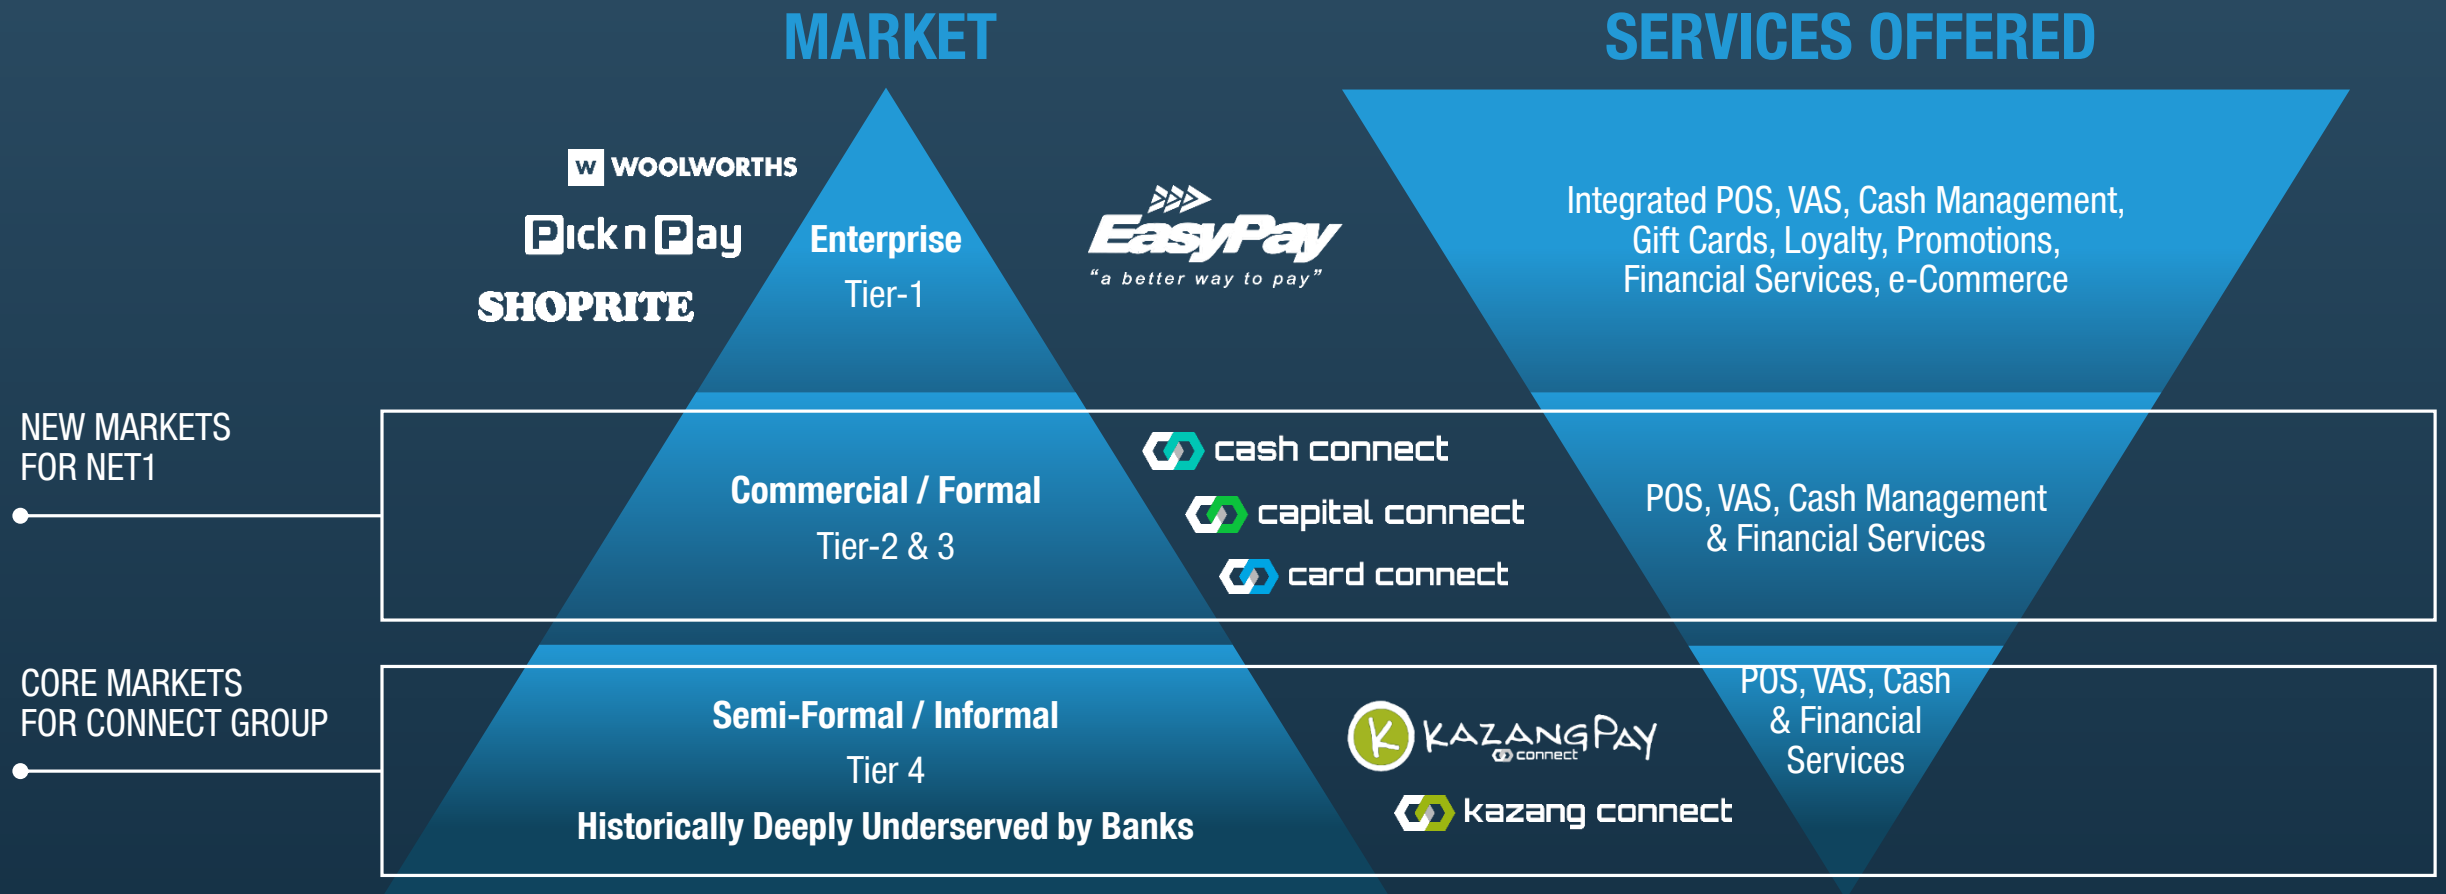 MARKET
SERVICES OFFERED
W WOOLWORTHS
Pick n Pay
SHOPRITE
Enterprise
Tier-1
EasyPay
“a better way to pay”
Integrated POS, VAS, Cash Management,
Gift Cards, Loyalty, Promotions,
Financial Services, e-Commerce
NEW MARKETS
FOR NET1
Commercial / Formal
Tier-2 & 3
cash connect
capital connect
card connect
POS, VAS, Cash Management
& Financial Services
CORE MARKETS
FOR CONNECT GROUP
Semi-Formal / Informal
Tier 4
Historically Deeply Underserved by Banks
K KAZANG PAY
connect
kazang connect
POS, VAS, Cash
& Financial
Services